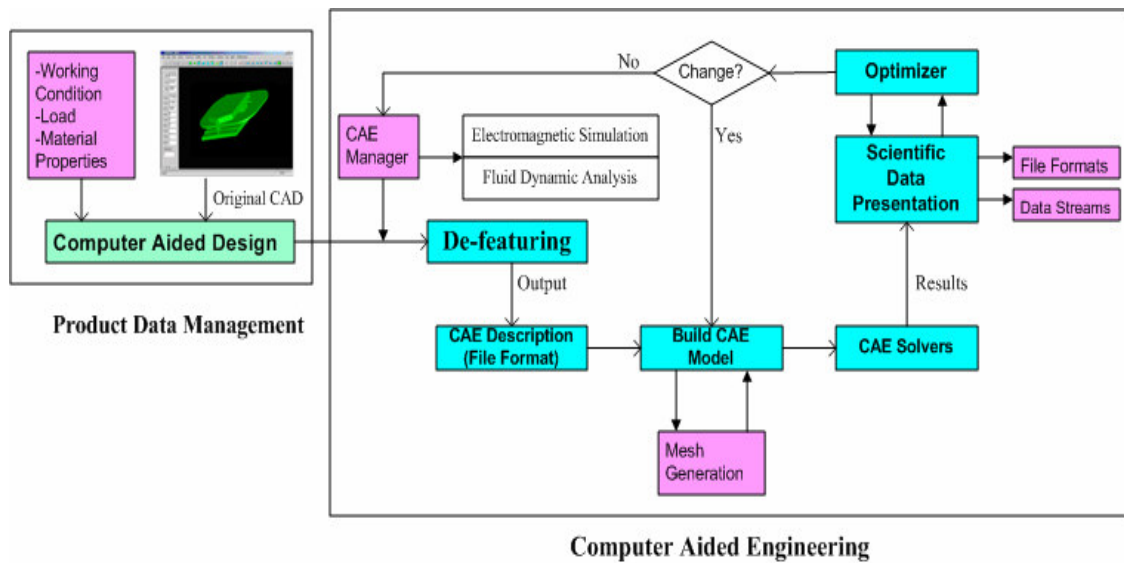 -Working
Condition
-Load
-Material
Properties
Original CAD
Computer Aided Design
Product Data Management
No
Change?
Optimizer
CAE
Manager
Electromagnetic Simulation
Fluid Dynamic Analysis
Yes
Scientific
Data
Presentation
File Formats
Data Streams
De-featuring
Output
Results
CAE Description
(File Format)
Build CAE
Model
CAE Solvers
Mesh
Generation
Computer Aided Engineering